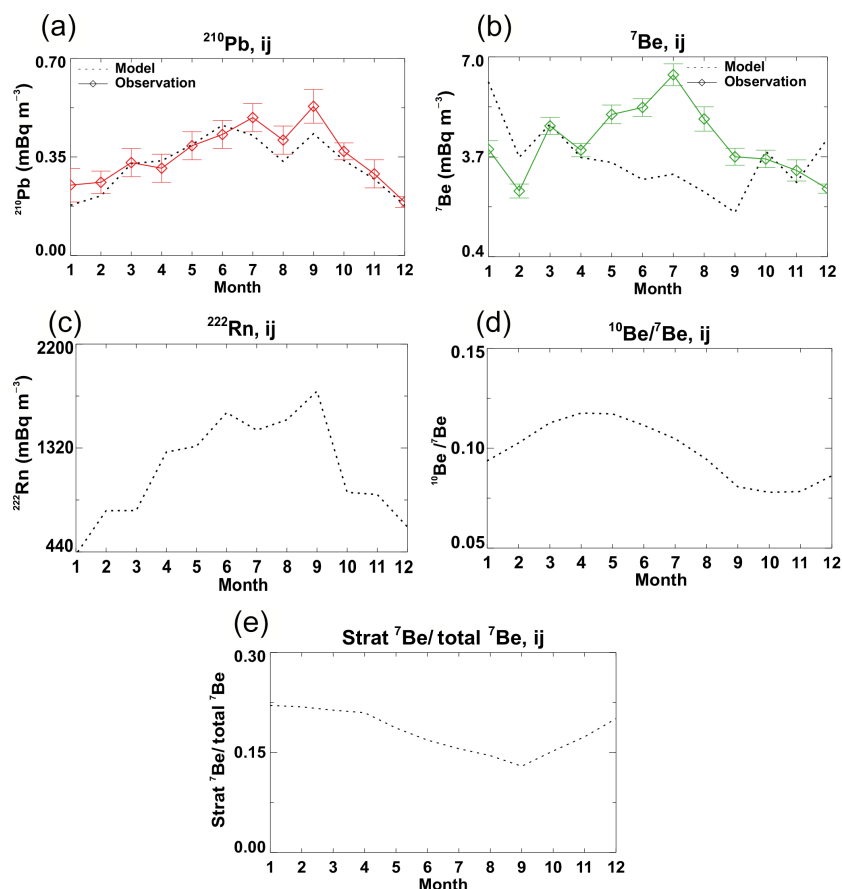 (a)
²¹⁰Pb, ij
0.70
Model
Observation
²¹⁰Pb (mBq m⁻³)
0.35
0.00
1 2 3 4 5 6 7 8 9 10 11 12
Month
(b)
⁷Be, ij
7.0
Model
Observation
⁷Be (mBq m⁻³)
3.7
0.4
1 2 3 4 5 6 7 8 9 10 11 12
Month
(c)
²²²Rn, ij
2200
²²²Rn (mBq m⁻³)
1320
440
1 2 3 4 5 6 7 8 9 10 11 12
Month
(d)
¹⁰Be/⁷Be, ij
0.15
¹⁰Be /⁷Be
0.10
0.05
1 2 3 4 5 6 7 8 9 10 11 12
Month
(e)
Strat ⁷Be/ total ⁷Be, ij
0.30
Strat ⁷Be/ total ⁷Be
0.15
0.00
1 2 3 4 5 6 7 8 9 10 11 12
Month